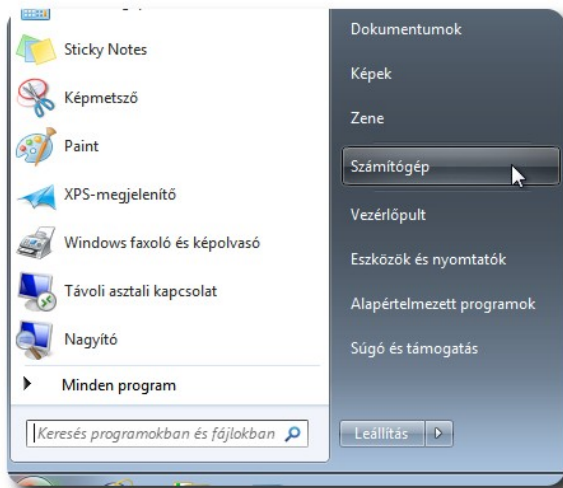 Sticky Notes
Képmetsző
Paint
XPS-megjelenítő
Windows faxoló és képolvasó
Távoli asztali kapcsolat
Nagyító
Minden program
Keresés programokban és fájlokban
Dokumentumok
Képek
Zene
Számítógép
Vezérlőpult
Eszközök és nyomtatók
Alapértelmezett programok
Súgó és támogatás
Leállítás